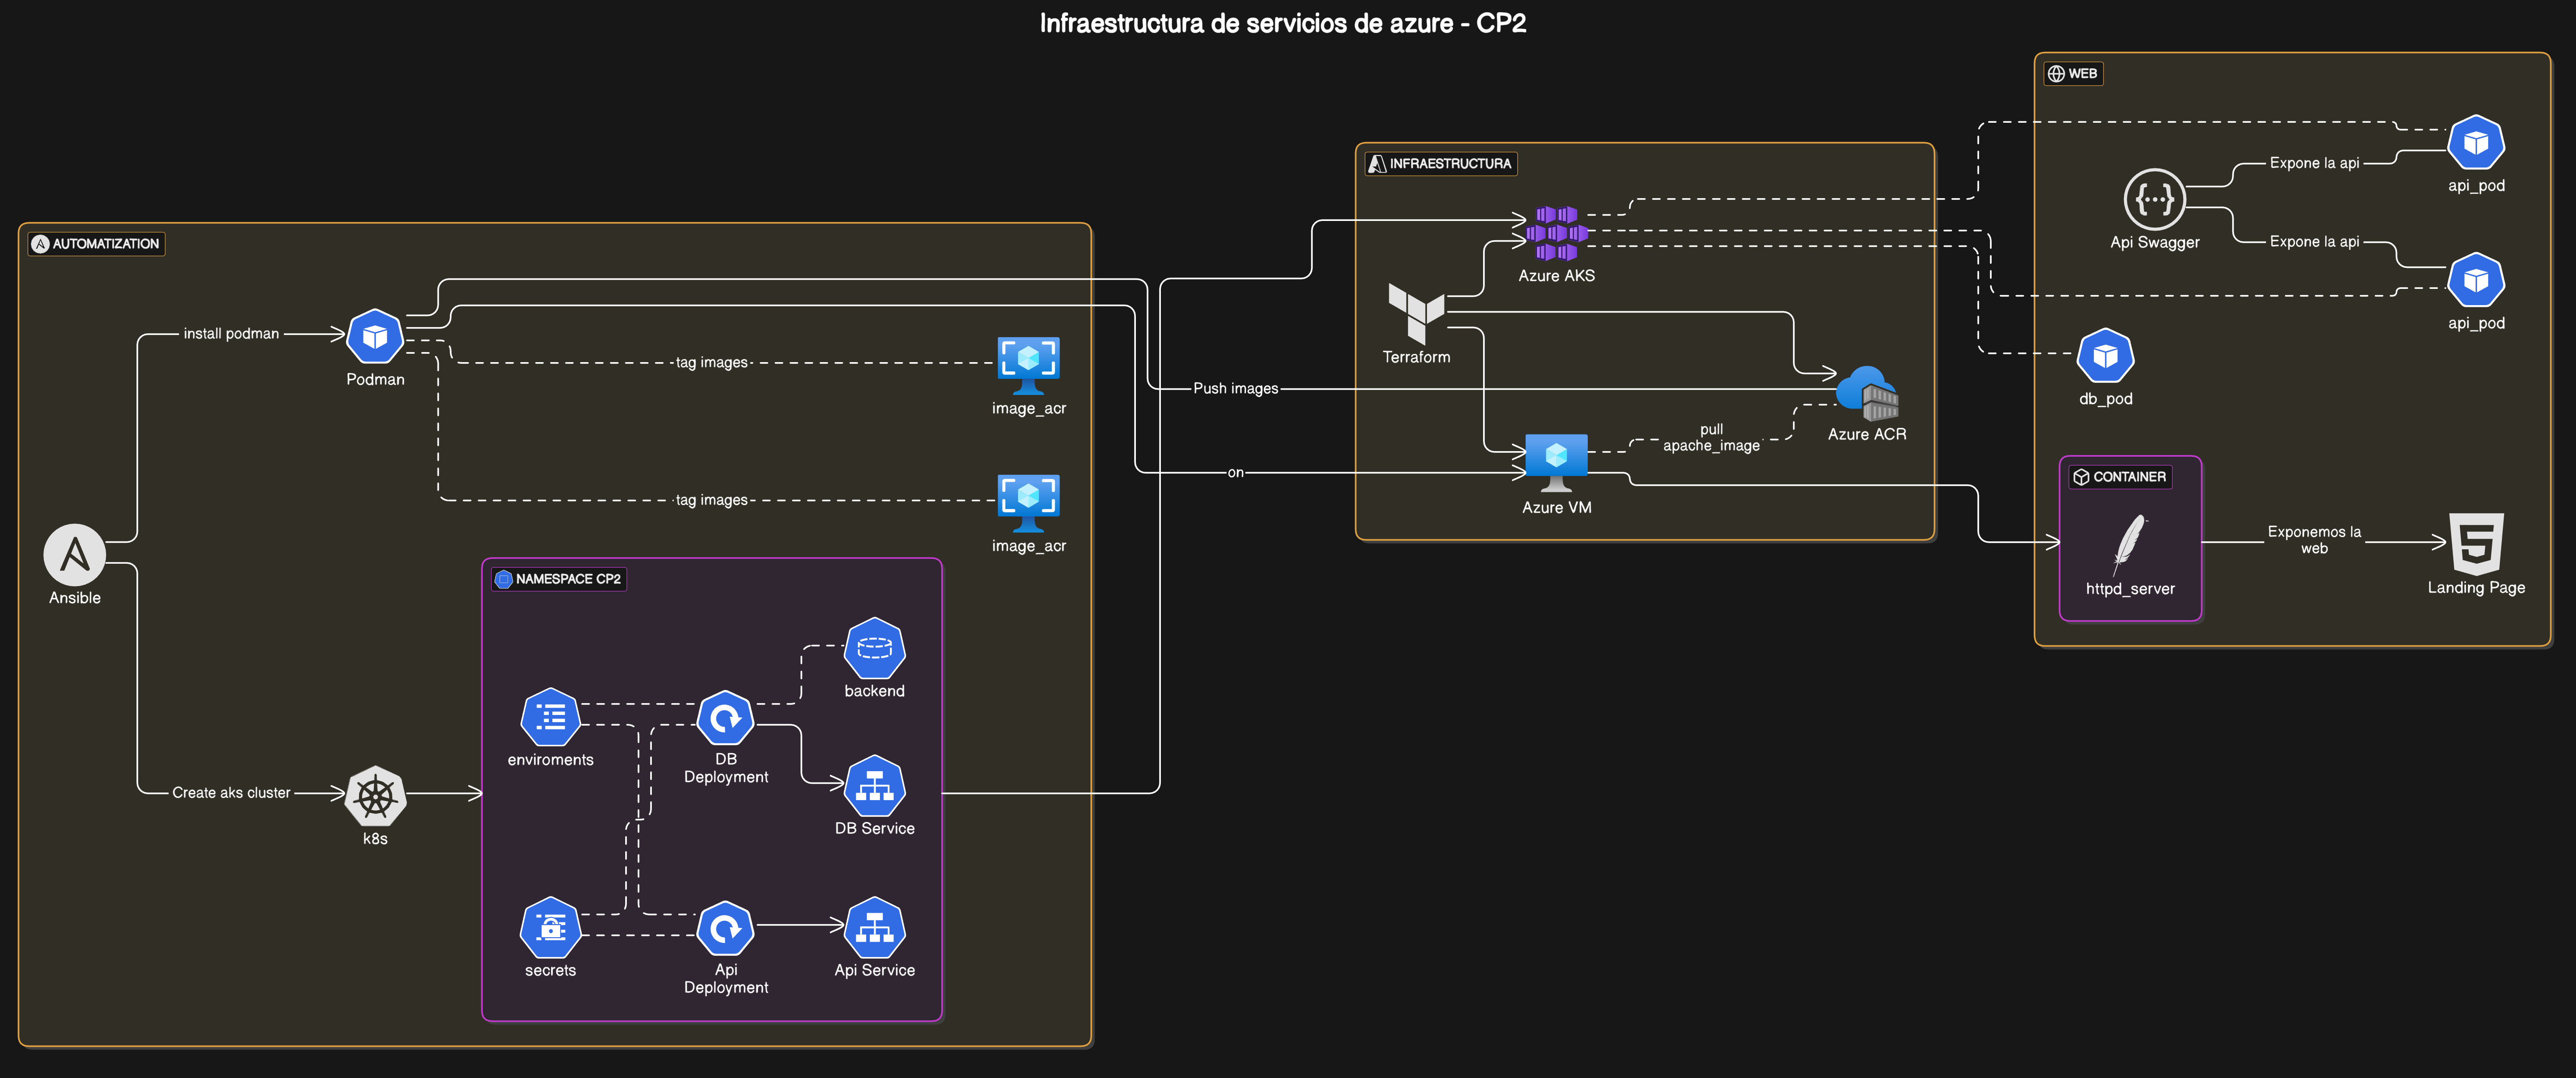 Infraestructura de servicios de azure - CP2
AUTOMATIZATION
install podman
Podman
tag images
image_acr
tag images
image_acr
Ansible
Create aks cluster
k8s
NAMESPACE CP2
backend
enviroments
DB
Deployment
DB Service
secrets
Api
Deployment
Api Service
Push images
on
INFRAESTRUCTURA
Azure AKS
Terraform
Azure ACR
pull
apache_image
Azure VM
WEB
Expone la api
api_pod
Api Swagger
Expone la api
api_pod
db_pod
CONTAINER
httpd_server
Exponemos la
web
Landing Page